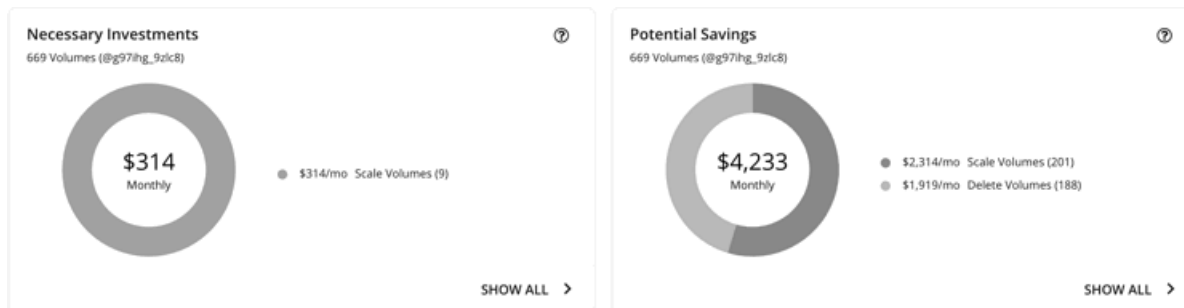 Necessary Investments
669 Volumes (@g97ihg_9zlc8)
$314
Monthly
$314/mo Scale Volumes (9)
SHOW ALL
Potential Savings
669 Volumes (@g97ihg_9zlc8)
$4,233
Monthly
$2,314/mo Scale Volumes (201)
$1,919/mo Delete Volumes (188)
SHOW ALL